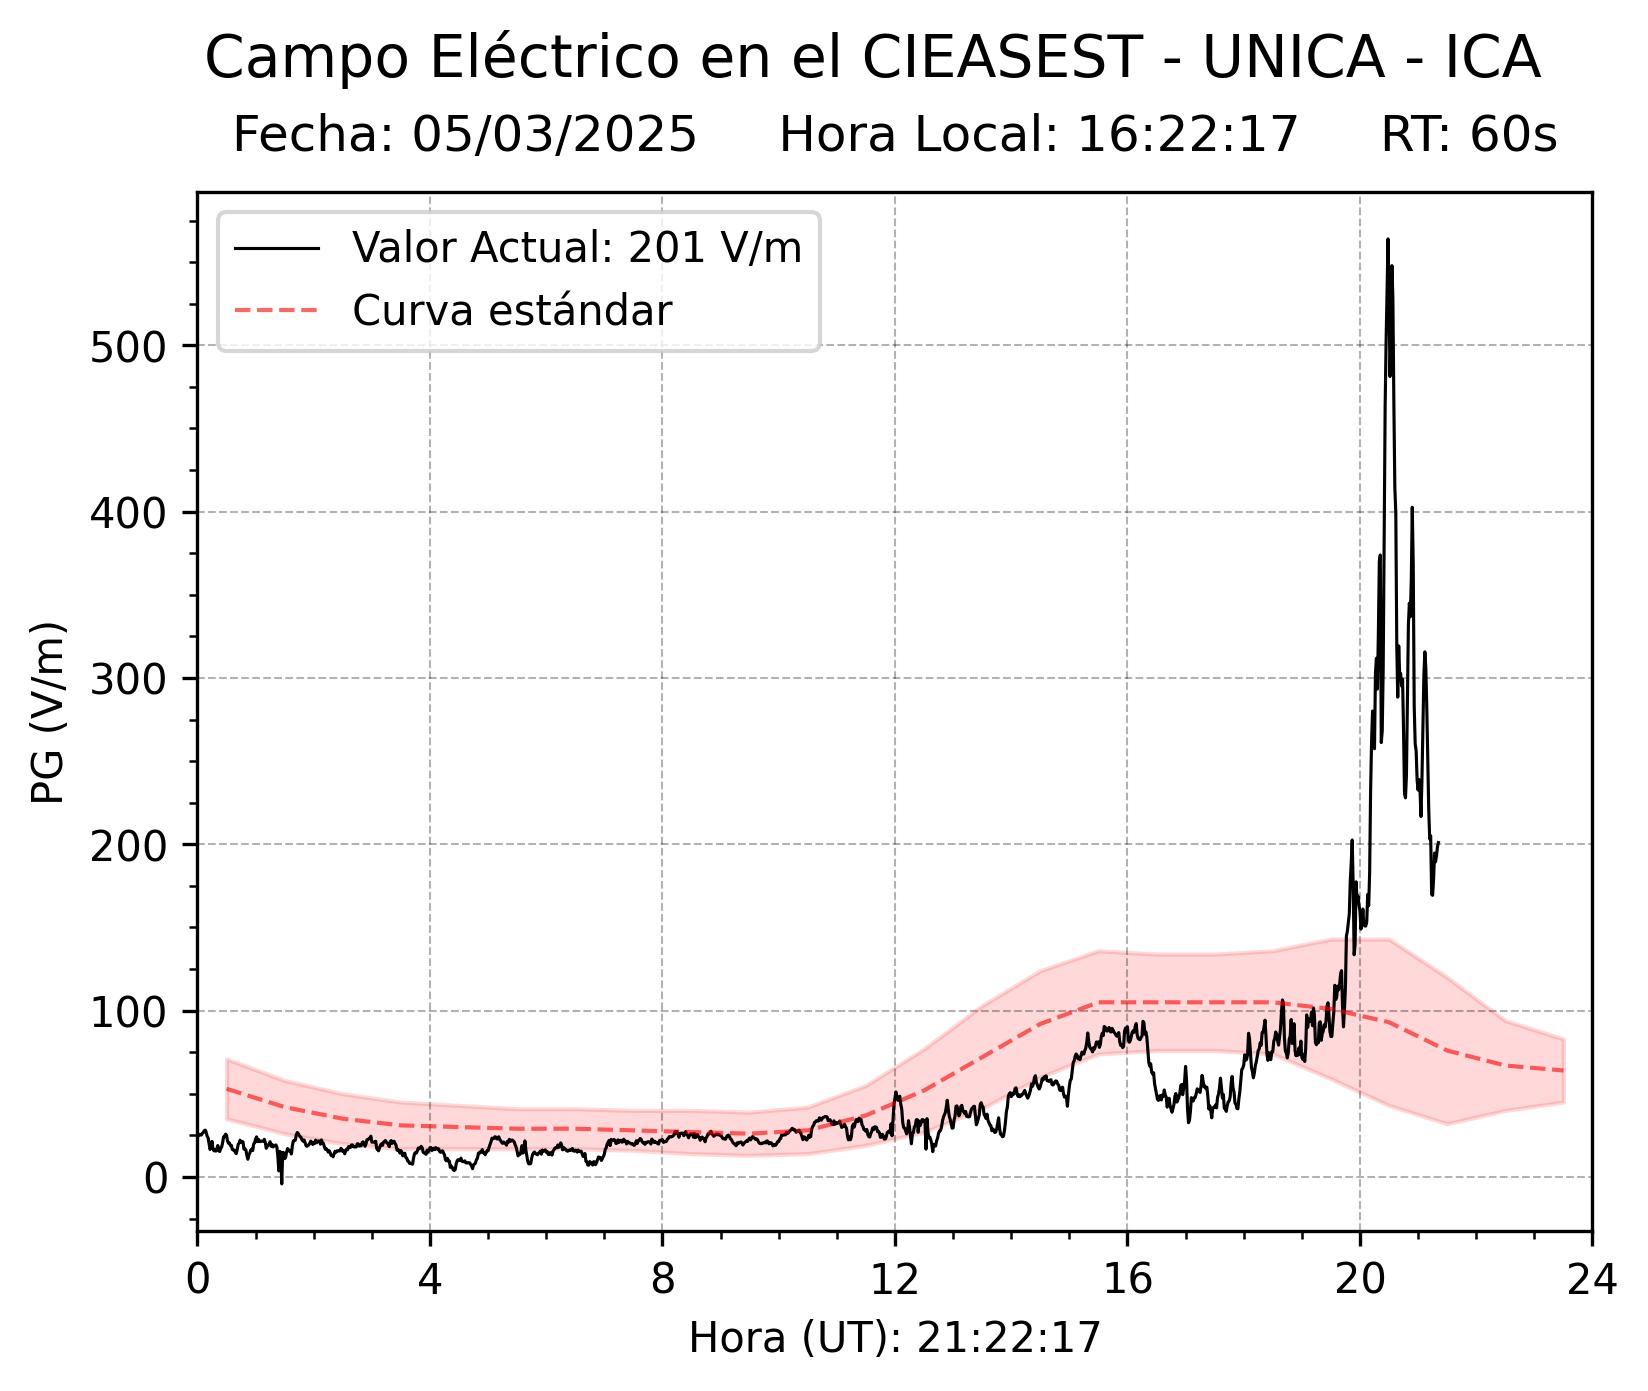 Campo Eléctrico en el CIEASEST - UNICA - ICA
Fecha: 05/03/2025 Hora Local: 16:22:17 RT: 60s
Valor Actual: 201 V/m
Curva estándar
PG (V/m)
500
400
300
200
100
0
0 4 8 12 16 20 24
Hora (UT): 21:22:17